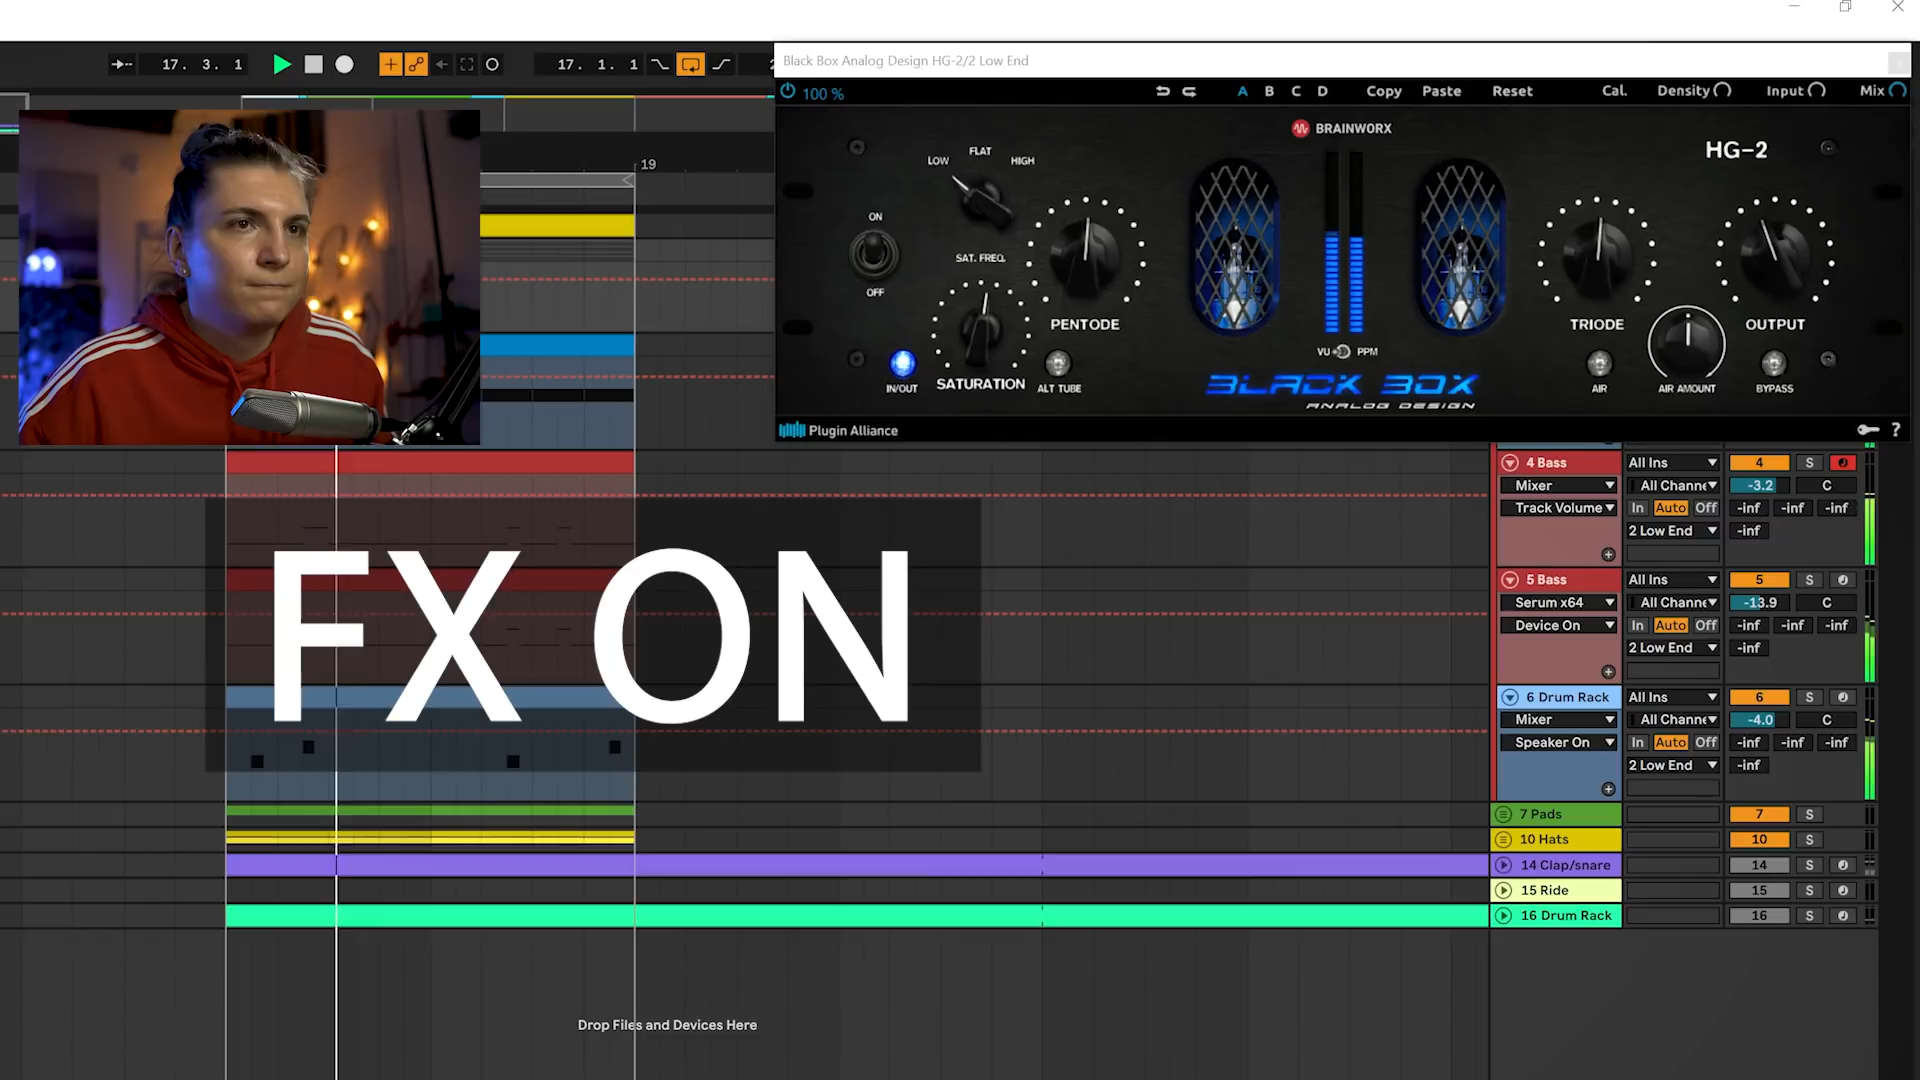 17. 3. 1
17. 1. 1
Black Box Analog Design HG-2/2 Low End
100 %
A B C D Copy Paste Reset Cal. Density Input Mix
BRAINWORX
HG-2
LOW FLAT HIGH
ON
OFF
SAT. FREQ.
PENTODE
TRIODE
OUTPUT
VU PPM
IN/OUT
SATURATION
ALT TUBE
BLACK BOX
ANALOG DESIGN
AIR
AIR AMOUNT
BYPASS
Plugin Alliance
?
19
4 Bass All Ins 4 S
Mixer All Channe -3.2 C
Track Volume In Auto Off -inf -inf -inf
2 Low End -inf
5 Bass All Ins 5 S
Serum x64 All Channe -13.9 C
Device On In Auto Off -inf -inf -inf
2 Low End -inf
FX ON
6 Drum Rack All Ins 6 S
Mixer All Channe -4.0 C
Speaker On In Auto Off -inf -inf -inf
2 Low End -inf
7 Pads 7 S
10 Hats 10 S
14 Clap/snare 14 S
15 Ride 15 S
16 Drum Rack 16 S
Drop Files and Devices Here